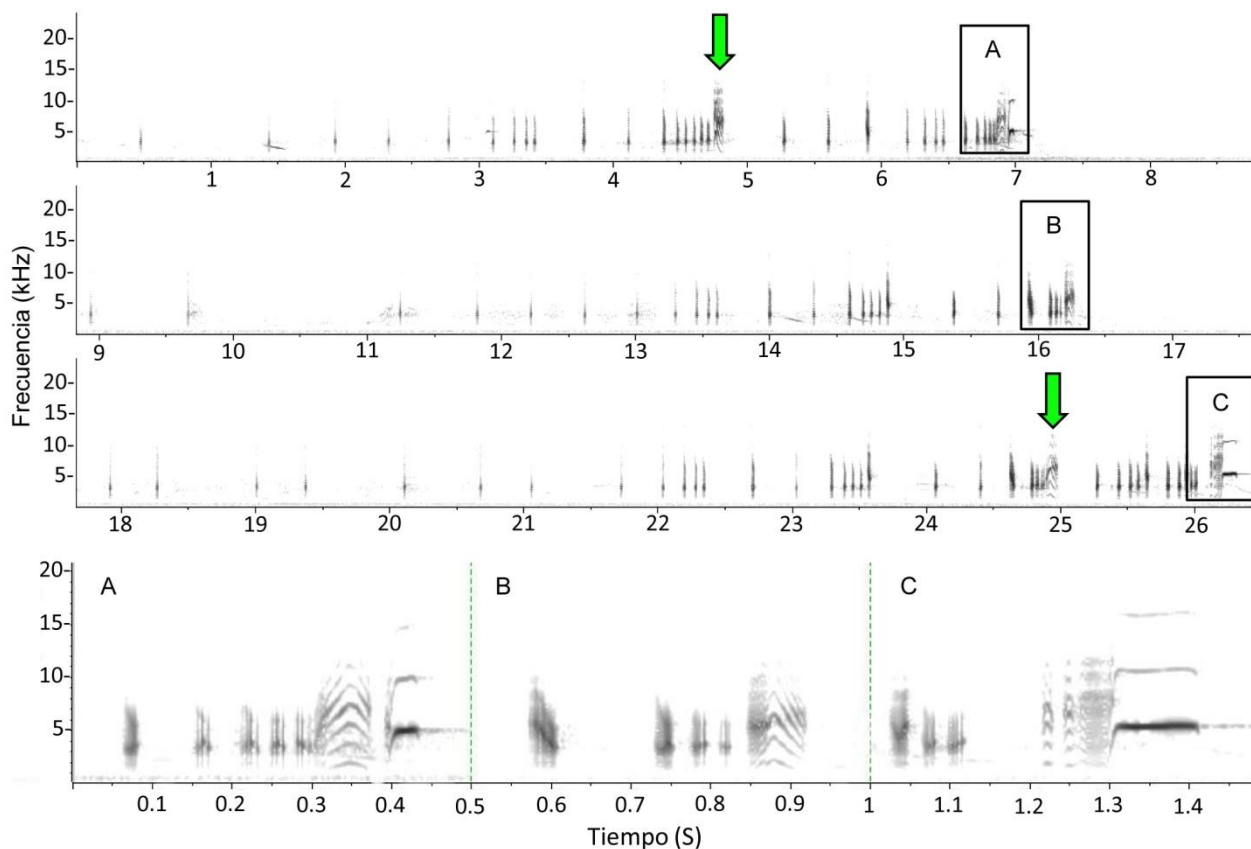 20-
15-
10-
5-
A
1 2 3 4 5 6 7 8
20-
15-
10-
5-
B
9 10 11 12 13 14 15 16 17
20-
15-
10-
5-
C
18 19 20 21 22 23 24 25 26
Frecuencia (kHz)
20-
15-
10-
5-
A B C
0.1 0.2 0.3 0.4 0.5 0.6 0.7 0.8 0.9 1 1.1 1.2 1.3 1.4
Tiempo (S)